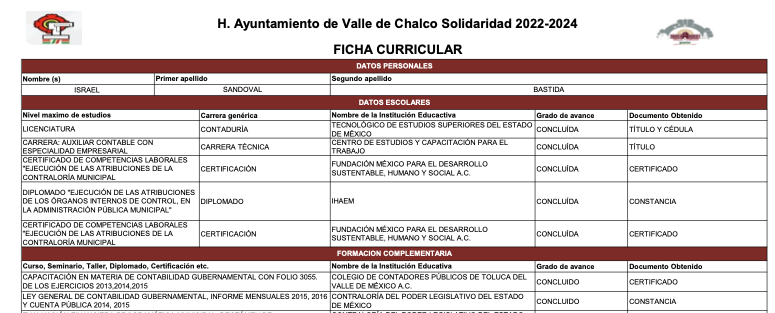 H. Ayuntamiento de Valle de Chalco Solidaridad 2022-2024
FICHA CURRICULAR
DATOS PERSONALES
Nombre (s) Primer apellido Segundo apellido
ISRAEL SANDOVAL BASTIDA
DATOS ESCOLARES
Nivel maximo de estudios Carrera genérica Nombre de la Institución Educactiva Grado de avance Documento Obtenido
LICENCIATURA CONTADURÍA TECNOLÓGICO DE ESTUDIOS SUPERIORES DEL ESTADO
DE MÉXICO CONCLUÍDA TÍTULO Y CÉDULA
CARRERA: AUXILIAR CONTABLE CON
ESPECIALIDAD EMPRESARIAL CARRERA TÉCNICA CENTRO DE ESTUDIOS Y CAPACITACIÓN PARA EL
TRABAJO CONCLUÍDA TÍTULO
CERTIFICADO DE COMPETENCIAS LABORALES
"EJECUCIÓN DE LAS ATRIBUCIONES DE LA
CONTRALORÍA MUNICIPAL CERTIFICACIÓN FUNDACIÓN MÉXICO PARA EL DESARROLLO
SUSTENTABLE, HUMANO Y SOCIAL A.C. CONCLUÍDA CERTIFICADO
DIPLOMADO "EJECUCIÓN DE LAS ATRIBUCIONES
DE LOS ÓRGANOS INTERNOS DE CONTROL, EN
LA ADMINISTRACIÓN PÚBLICA MUNICIPAL" DIPLOMADO IHAEM CONCLUÍDA CONSTANCIA
CERTIFICADO DE COMPETENCIAS LABORALES
"EJECUCIÓN DE LAS ATRIBUCIONES DE LA
CONTRALORÍA MUNICIPAL CERTIFICACIÓN FUNDACIÓN MÉXICO PARA EL DESARROLLO
SUSTENTABLE, HUMANO Y SOCIAL A.C. CONCLUÍDA CERTIFICADO
FORMACION COMPLEMENTARIA
Curso, Seminario, Taller, Diplomado, Certificación etc. Nombre de la Institución Educativa Grado de avance Documento Obtenido
CAPACITACIÓN EN MATERIA DE CONTABILIDAD GUBERNAMENTAL CON FOLIO 3055.
DE LOS EJERCICIOS 2013,2014,2015 COLEGIO DE CONTADORES PÚBLICOS DE TOLUCA DEL
VALLE DE MÉXICO A.C. CONCLUIDO CERTIFICADO
LEY GENERAL DE CONTABILIDAD GUBERNAMENTAL, INFORME MENSUALES 2015, 2016
Y CUENTA PÚBLICA 2014, 2015 CONTRALORÍA DEL PODER LEGISLATIVO DEL ESTADO
DE MÉXICO CONCLUIDO CONSTANCIA